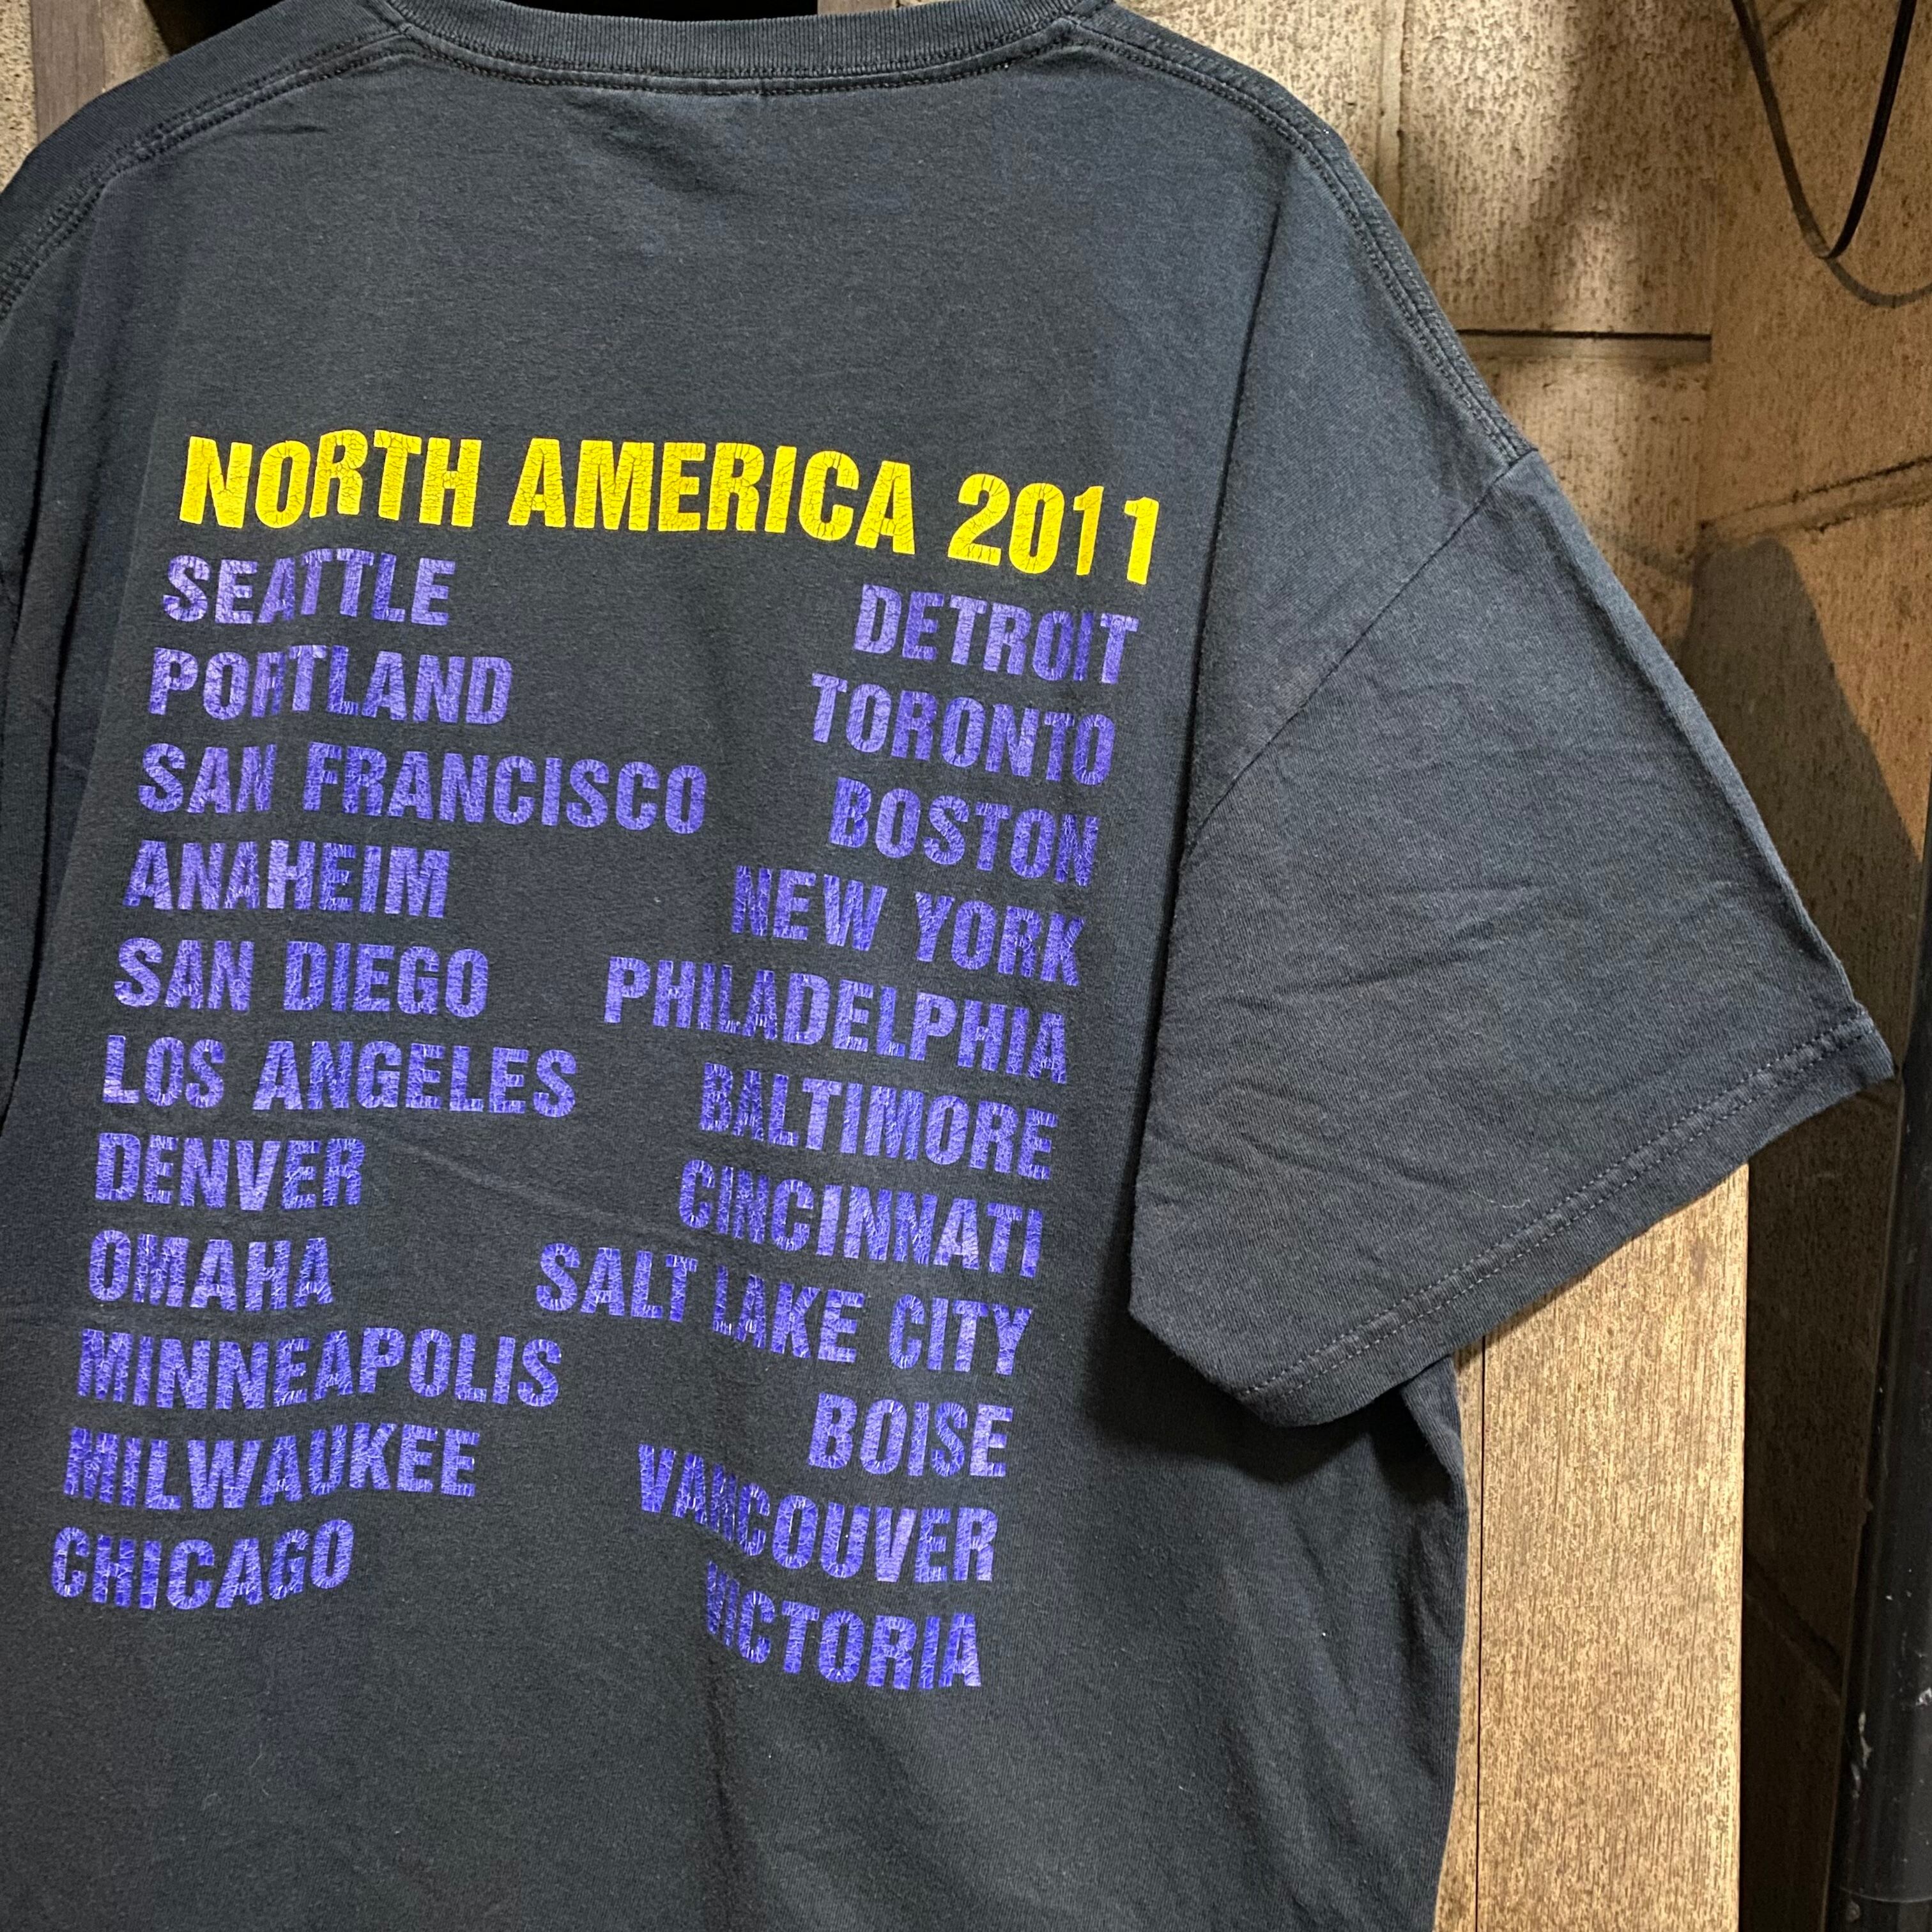 NORTH AMERICA 2011
SEATTLE
PORTLAND
SAN FRANCISCO
ANAHEIM
SAN DIEGO
LOS ANGELES
DENVER
OMAHA
MINNEAPOLIS
MILWAUKEE
CHICAGO
DETROIT
TORONTO
BOSTON
NEW YORK
PHILADELPHIA
BALTIMORE
CINCINNATI
SALT LAKE CITY
BOISE
VANCOUVER
VICTORIA